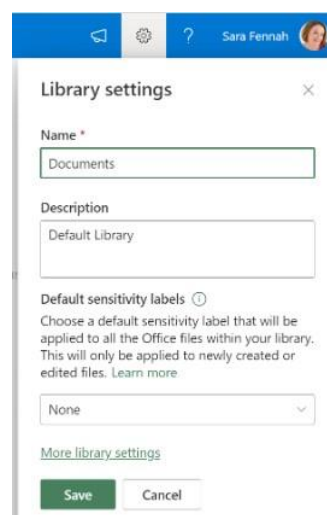 ? Sara Fennah
Library settings
Name *
Documents
Description
Default Library
Default sensitivity labels
Choose a default sensitivity label that will be
applied to all the Office files within your library.
This will only be applied to newly created or
edited files. Learn more
None
More library settings
Save Cancel